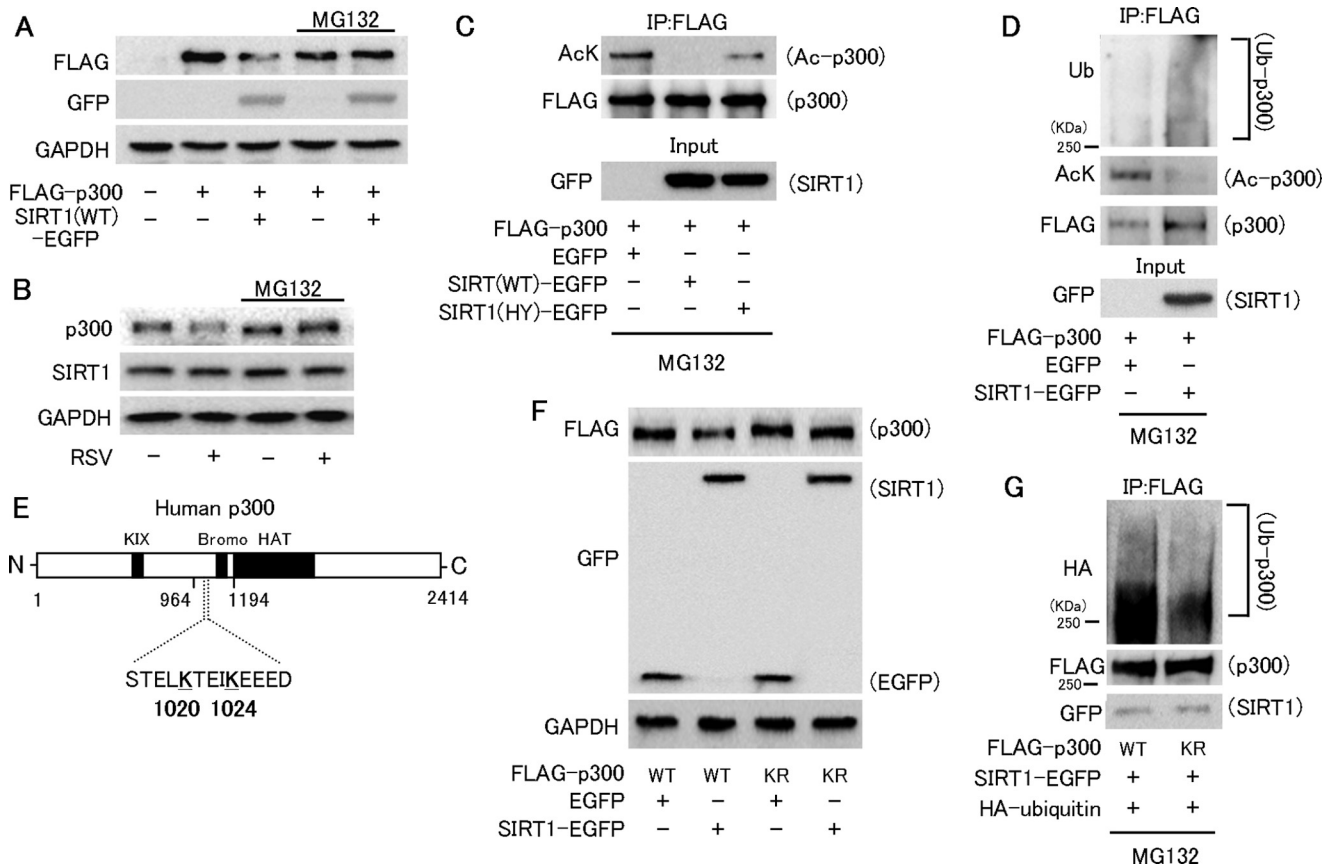 A
MG132
FLAG
GFP
GAPDH
FLAG-p300 − + + + +
SIRT1(WT) − − + − +
-EGFP
B
MG132
p300
SIRT1
GAPDH
RSV − + − +
C
IP:FLAG
AcK (Ac-p300)
FLAG (p300)
Input
GFP (SIRT1)
FLAG-p300 + + +
EGFP + − −
SIRT(WT)-EGFP − + −
SIRT1(HY)-EGFP − − +
MG132
D
IP:FLAG
Ub (Ub-p300)
(KDa)
250
AcK (Ac-p300)
FLAG (p300)
Input
GFP (SIRT1)
FLAG-p300 + +
EGFP + −
SIRT1-EGFP − +
MG132
E
Human p300
KIX Bromo HAT
N C
1 964 1194 2414
STELKTEIKEEED
1020 1024
F
FLAG (p300)
(SIRT1)
GFP
(EGFP)
GAPDH
FLAG-p300 WT WT KR KR
EGFP + − + −
SIRT1-EGFP − + − +
G
IP:FLAG
HA (Ub-p300)
(KDa)
250
FLAG (p300)
250
GFP (SIRT1)
FLAG-p300 WT KR
SIRT1-EGFP + +
HA-ubiquitin + +
MG132